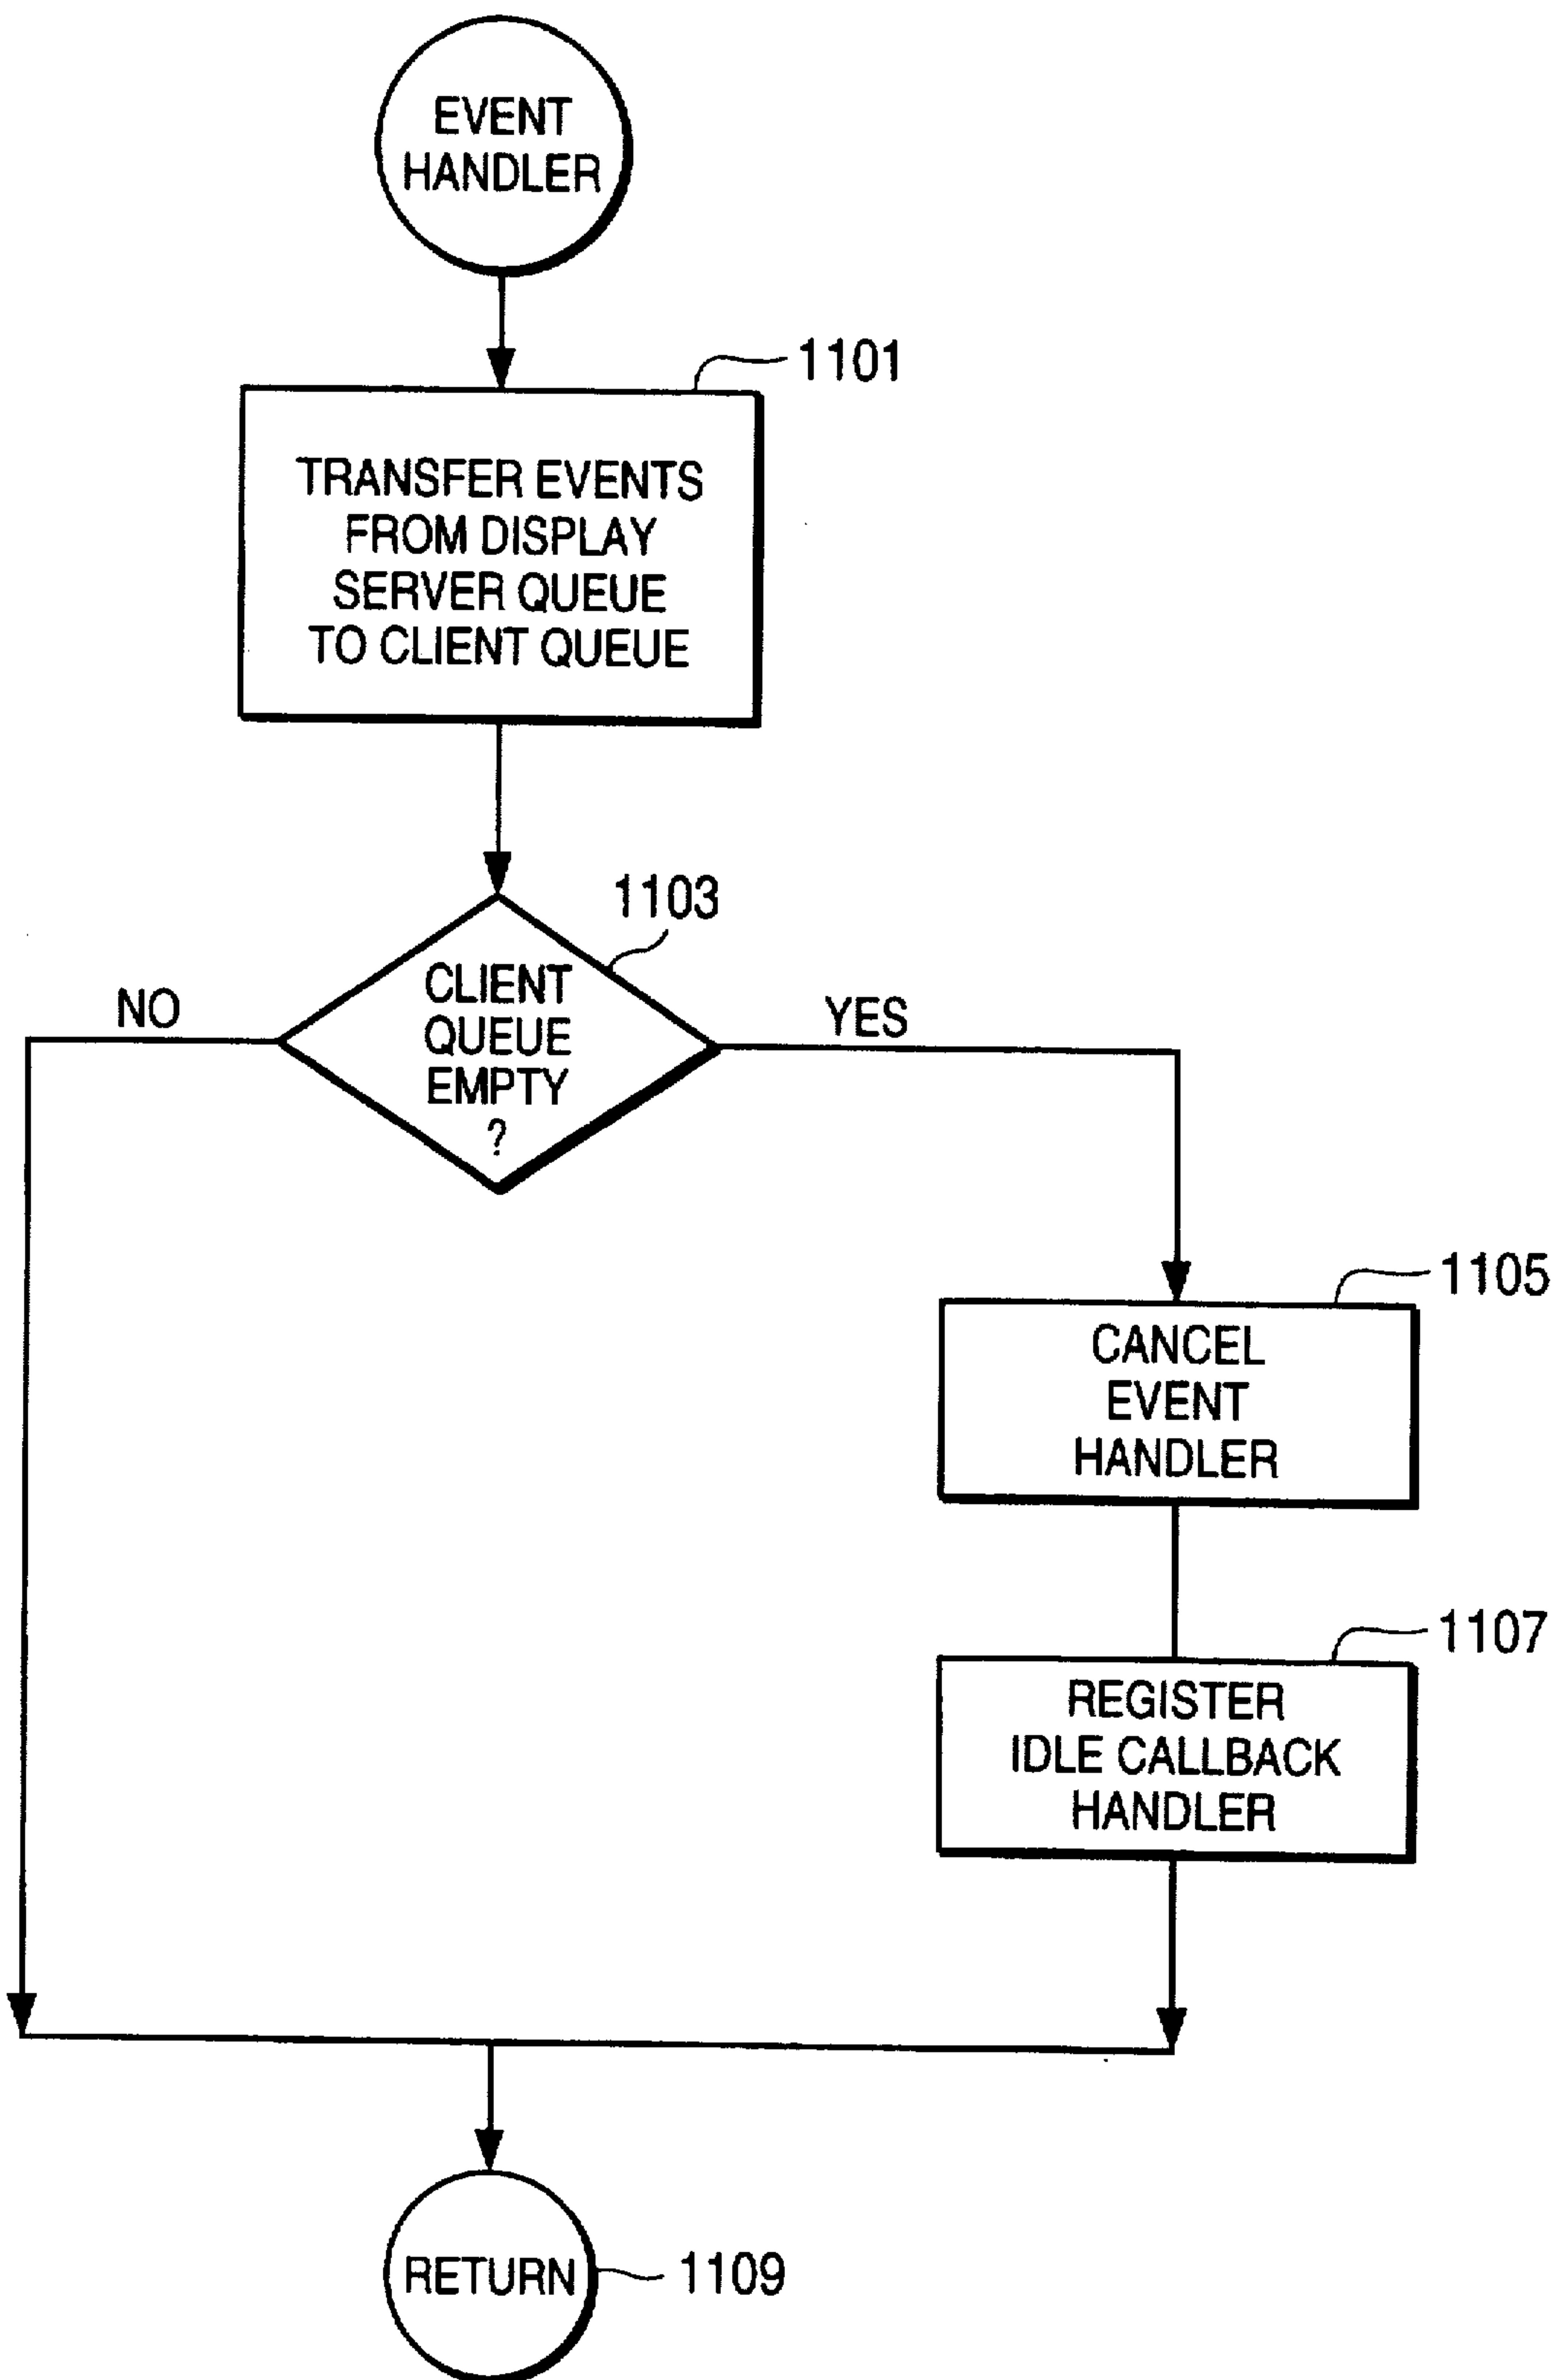 EVENT
HANDLER
1101
TRANSFER EVENTS
FROM DISPLAY
SERVER QUEUE
TO CLIENT QUEUE
1103
CLIENT
QUEUE
EMPTY
?
NO
YES
1105
CANCEL
EVENT
HANDLER
1107
REGISTER
IDLE CALLBACK
HANDLER
RETURN
1109